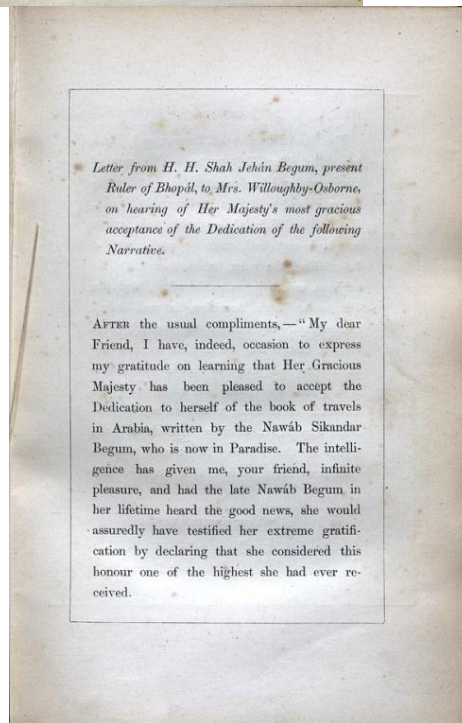 Letter from H. H. Shah Jehán Begum, present
Ruler of Bhopál, to Mrs. Willoughby-Osborne,
on hearing of Her Majesty's most gracious
acceptance of the Dedication of the following
Narrative.
AFTER the usual compliments,—"My dear
Friend, I have, indeed, occasion to express
my gratitude on learning that Her Gracious
Majesty has been pleased to accept the
Dedication to herself of the book of travels
in Arabia, written by the Nawáb Sikandar
Begum, who is now in Paradise. The intelli-
gence has given me, your friend, infinite
pleasure, and had the late Nawáb Begum in
her lifetime heard the good news, she would
assuredly have testified her extreme gratifi-
cation by declaring that she considered this
honour one of the highest she had ever re-
ceived.